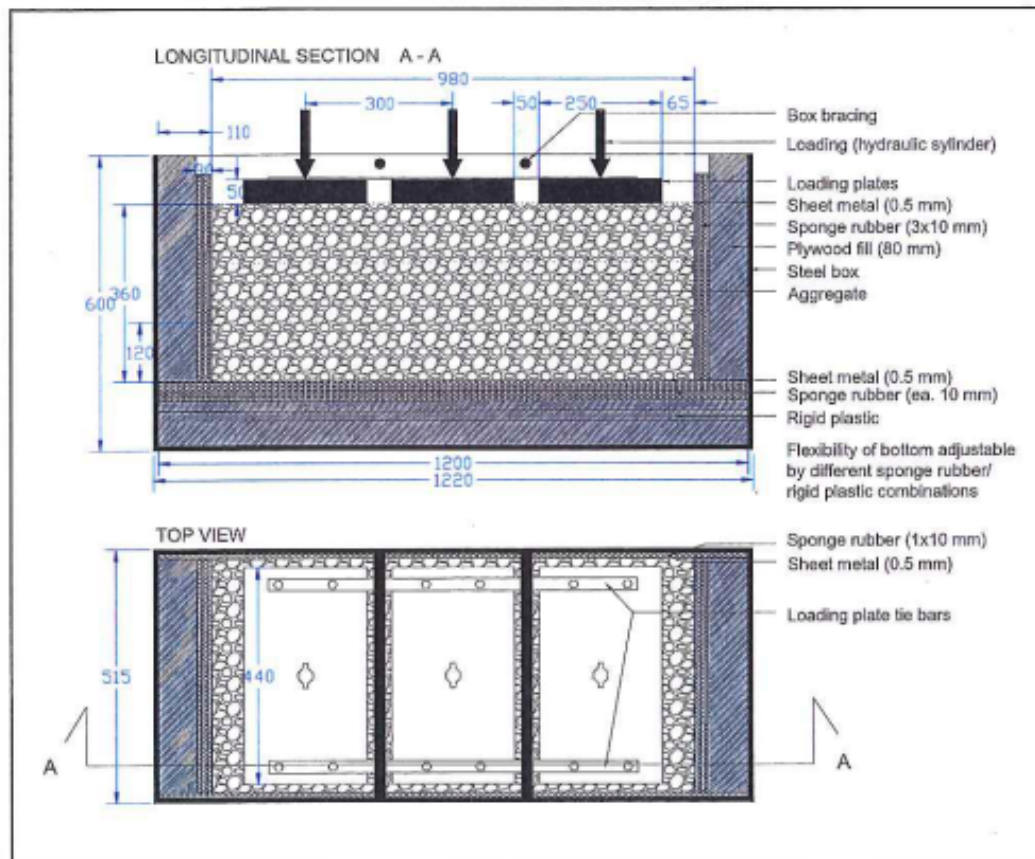 LONGITUDINAL SECTION A - A
980
300
50
250
65
110
Box bracing
Loading (hydraulic cylinder)
50
Loading plates
Sheet metal (0.5 mm)
Sponge rubber (3x10 mm)
Plywood fill (80 mm)
Steel box
600
360
Aggregate
120
Sheet metal (0.5 mm)
Sponge rubber (ea. 10 mm)
Rigid plastic
Flexibility of bottom adjustable
by different sponge rubber/
rigid plastic combinations
1200
1220
TOP VIEW
Sponge rubber (1x10 mm)
Sheet metal (0.5 mm)
Loading plate tie bars
515
440
A
A